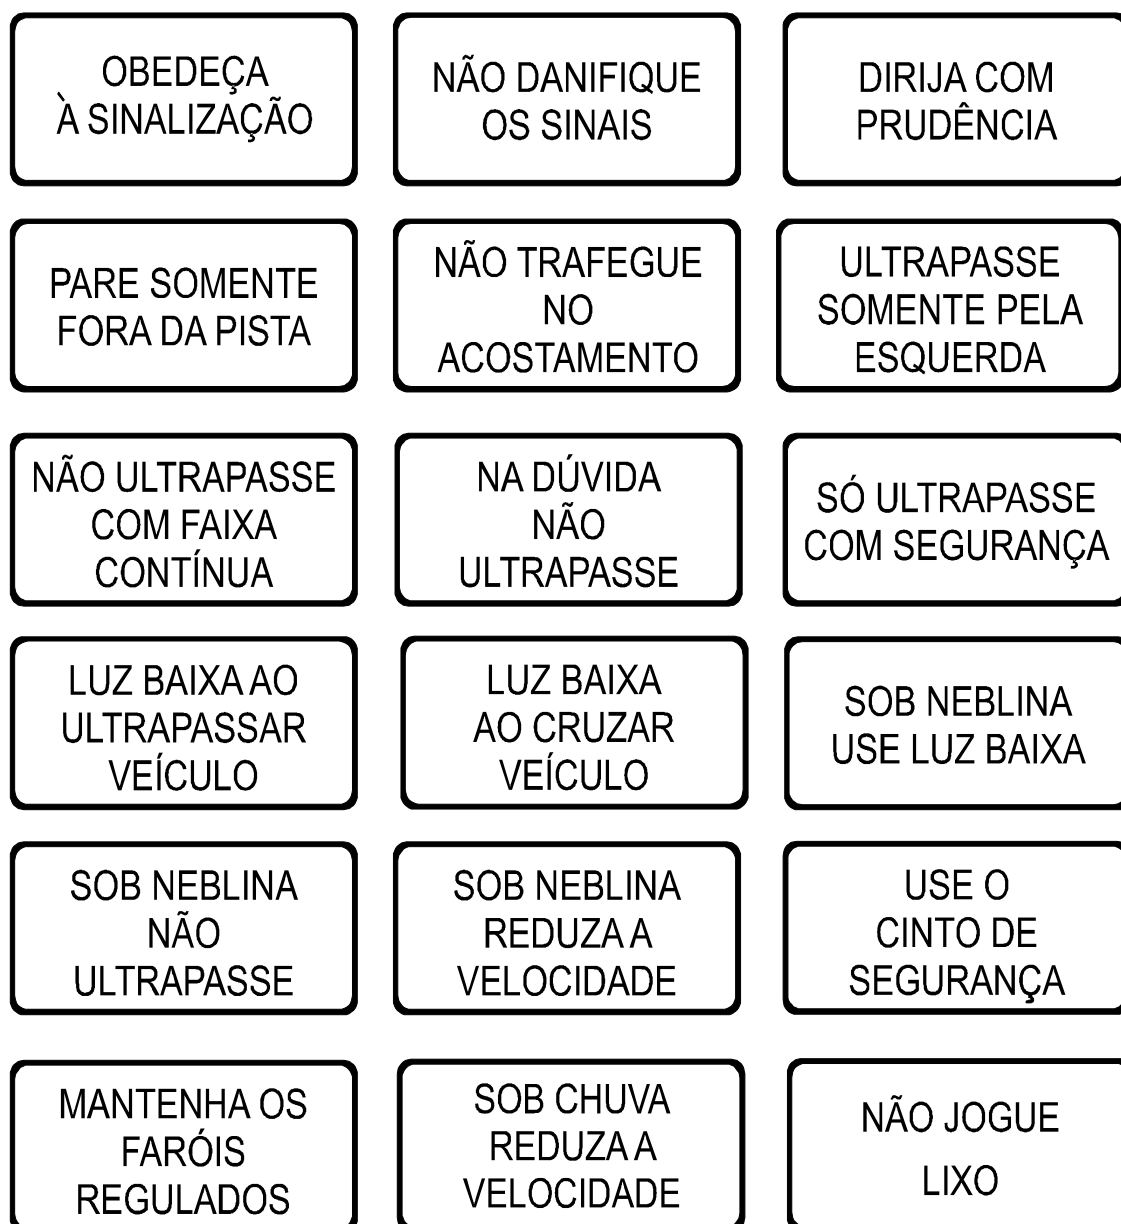 OBEDEÇA
À SINALIZAÇÃO
NÃO DANIFIQUE
OS SINAIS
DIRIJA COM
PRUDÊNCIA
PARE SOMENTE
FORA DA PISTA
NÃO TRAFEGUE
NO
ACOSTAMENTO
ULTRAPASSE
SOMENTE PELA
ESQUERDA
NÃO ULTRAPASSE
COM FAIXA
CONTÍNUA
NA DÚVIDA
NÃO
ULTRAPASSE
SÓ ULTRAPASSE
COM SEGURANÇA
LUZ BAIXA AO
ULTRAPASSAR
VEÍCULO
LUZ BAIXA
AO CRUZAR
VEÍCULO
SOB NEBLINA
USE LUZ BAIXA
SOB NEBLINA
NÃO
ULTRAPASSE
SOB NEBLINA
REDUZA A
VELOCIDADE
USE O
CINTO DE
SEGURANÇA
MANTENHA OS
FARÓIS
REGULADOS
SOB CHUVA
REDUZA A
VELOCIDADE
NÃO JOGUE
LIXO